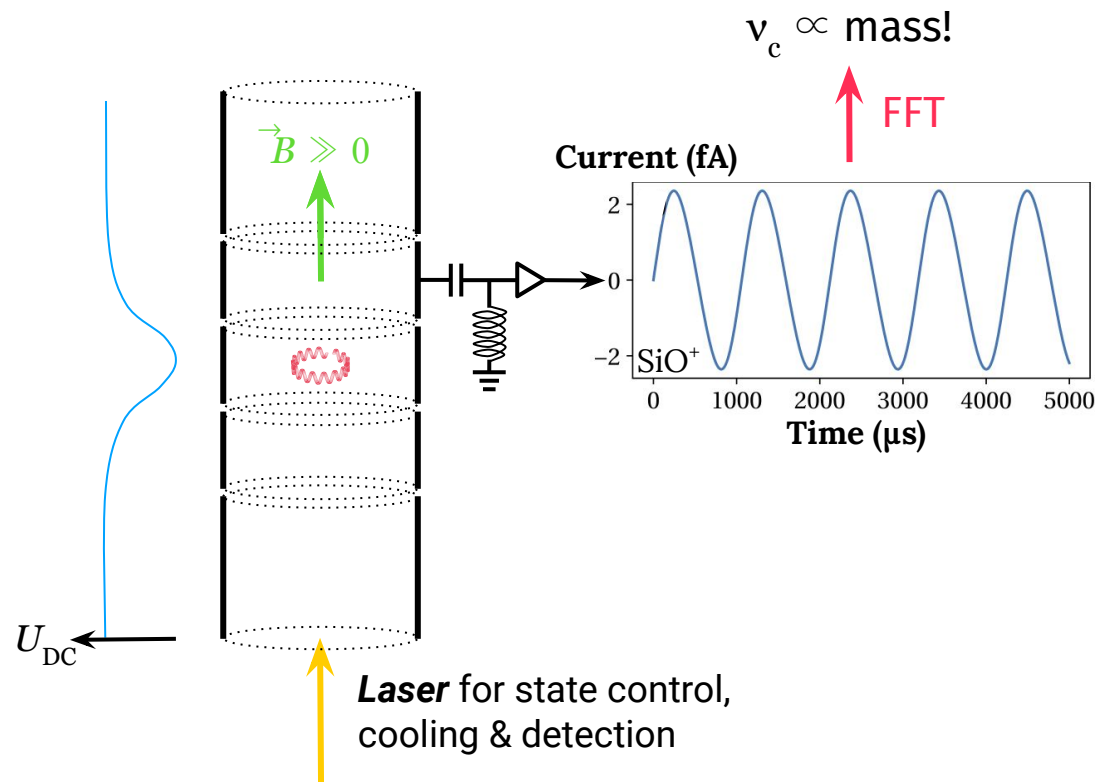 ν_c ∝ mass!
FFT
B⃗ ≫ 0
Current (fA)
2
0
−2
SiO⁺
0 1000 2000 3000 4000 5000
Time (µs)
U_DC
Laser for state control,
cooling & detection